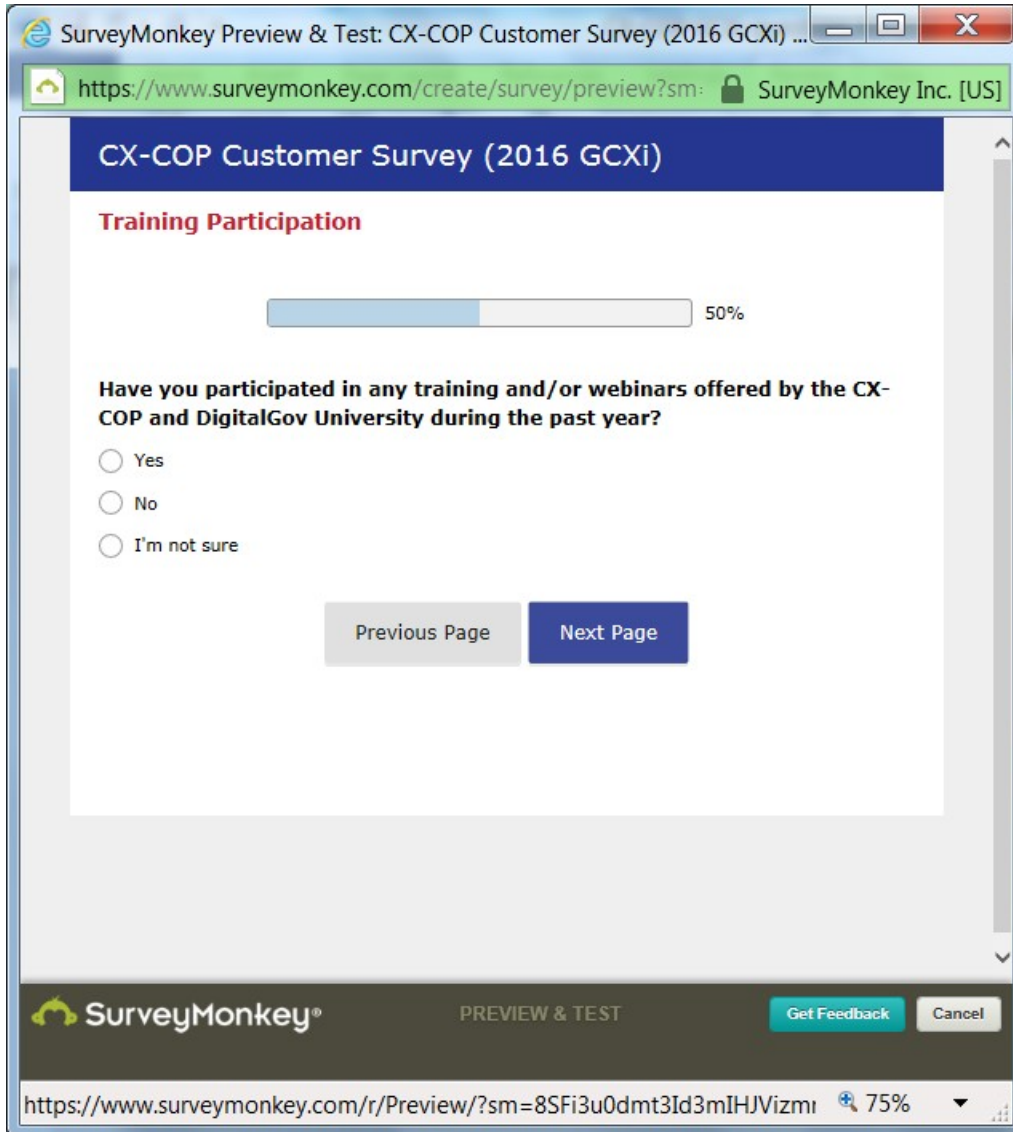 SurveyMonkey Preview & Test: CX-COP Customer Survey (2016 GCXi) ...
https://www.surveymonkey.com/create/survey/preview?sm= SurveyMonkey Inc. [US]
CX-COP Customer Survey (2016 GCXi)
Training Participation
50%
Have you participated in any training and/or webinars offered by the CX-
COP and DigitalGov University during the past year?
Yes
No
I'm not sure
Previous Page Next Page
SurveyMonkey® PREVIEW & TEST Get Feedback Cancel
https://www.surveymonkey.com/r/Preview/?sm=8SFi3u0dmt3Id3mIHJVizmr 75%